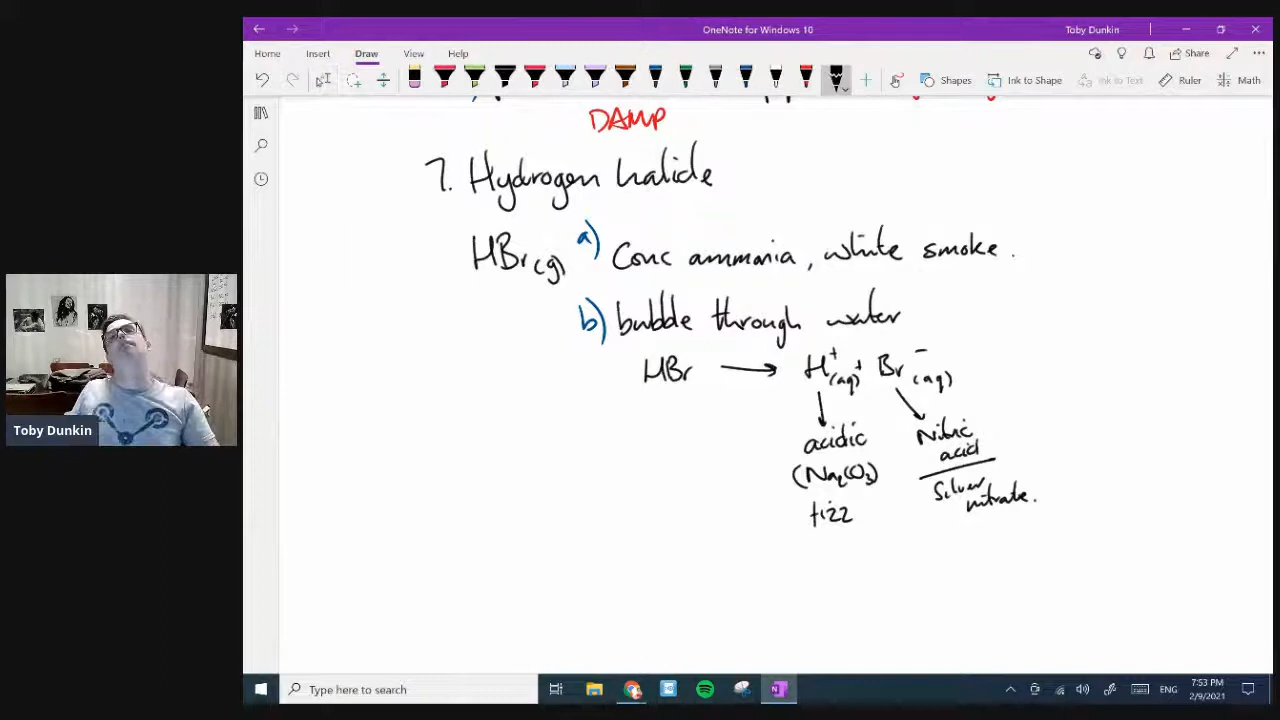 OneNote for Windows 10
Toby Dunkin
Home Insert Draw View Help
Share
Shapes Ink to Shape Ink to Text Ruler Math
DAMP
7. Hydrogen halide
HBr(g) a) Conc ammonia, white smoke.
b) bubble through water
HBr → H⁺(aq) + Br⁻(aq)
acidic Nitric
(Na₂CO₃) acid
fizz Silver
nitrate.
Toby Dunkin
Type here to search
ENG
7:53 PM
2/9/2021